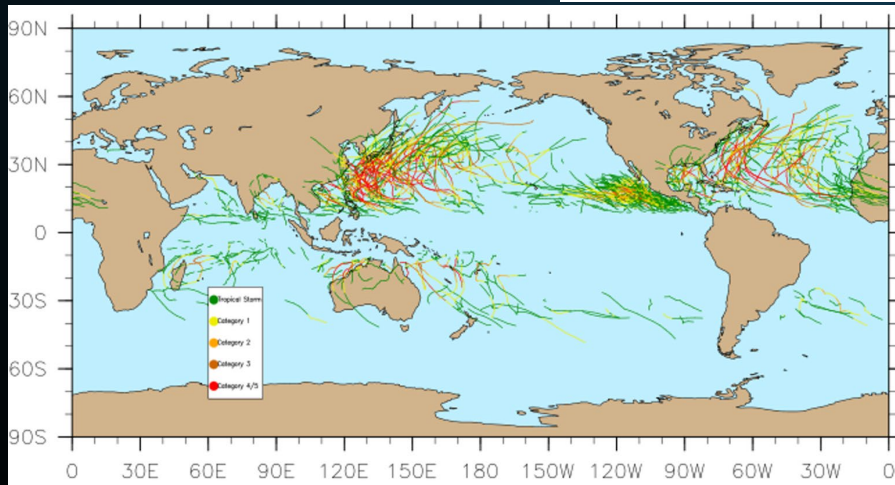 90N
60N
30N
0
30S
60S
90S
Tropical Storm
Category 1
Category 2
Category 3
Category 4/5
0 30E 60E 90E 120E 150E 180 150W 120W 90W 60W 30W 0